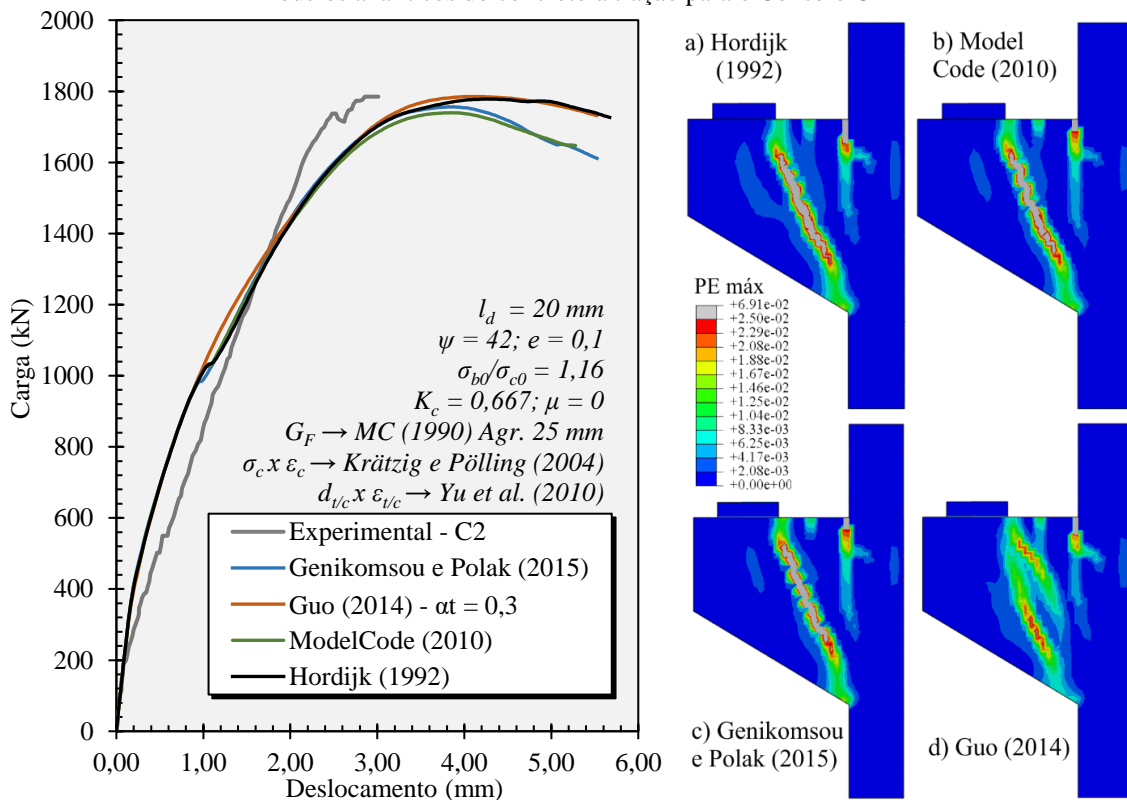 2000
1800
1600
1400
1200
1000
800
600
400
200
0
Carga (kN)
0,00
1,00
2,00
3,00
4,00
5,00
6,00
Deslocamento (mm)
l_d = 20 mm
ψ = 42; e = 0,1
σ_b0/σ_c0 = 1,16
K_c = 0,667; μ = 0
G_F → MC (1990) Agr. 25 mm
σ_c x ε_c → Krätzig e Pölling (2004)
d_t/c x ε_t/c → Yu et al. (2010)
Experimental - C2
Genikomsou e Polak (2015)
Guo (2014) - αt = 0,3
ModelCode (2010)
Hordijk (1992)
a) Hordijk
(1992)
b) Model
Code (2010)
PE máx
+6.91e-02
+2.50e-02
+2.29e-02
+2.08e-02
+1.88e-02
+1.67e-02
+1.46e-02
+1.25e-02
+1.04e-02
+8.33e-03
+6.25e-03
+4.17e-03
+2.08e-03
+0.00e+00
c) Genikomsou
e Polak (2015)
d) Guo (2014)